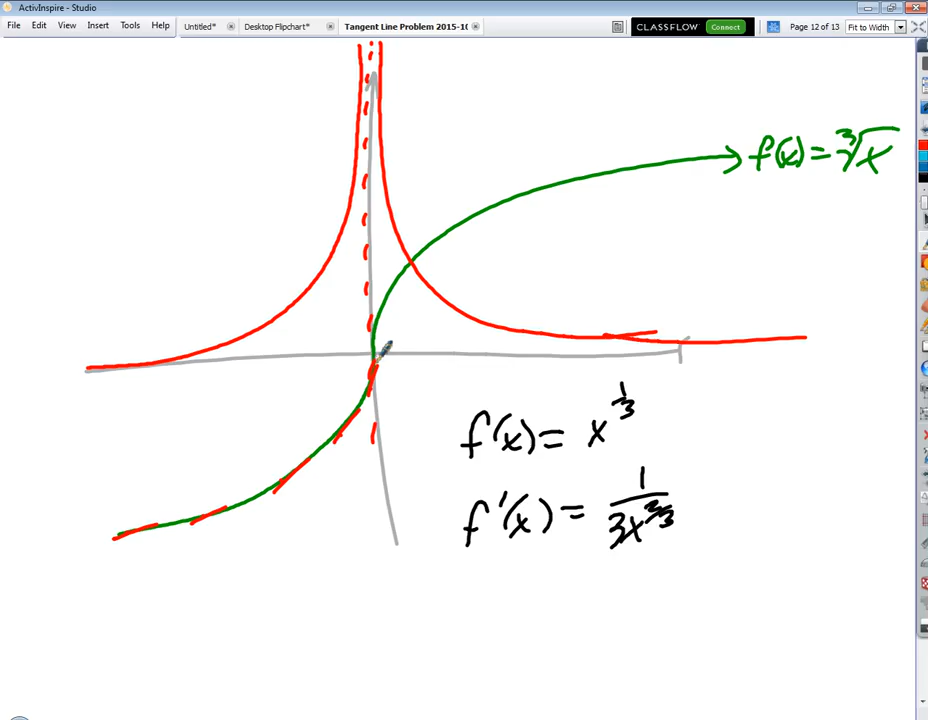 ActivInspire - Studio
File Edit View Insert Tools Help Untitled* Desktop Flipchart* Tangent Line Problem 2015-16 CLASSFLOW Connect Page 12 of 13 Fit to Width
f(x) = ∛x
f(x) = x^{1/3}
f'(x) = 1/(3x^{2/3})